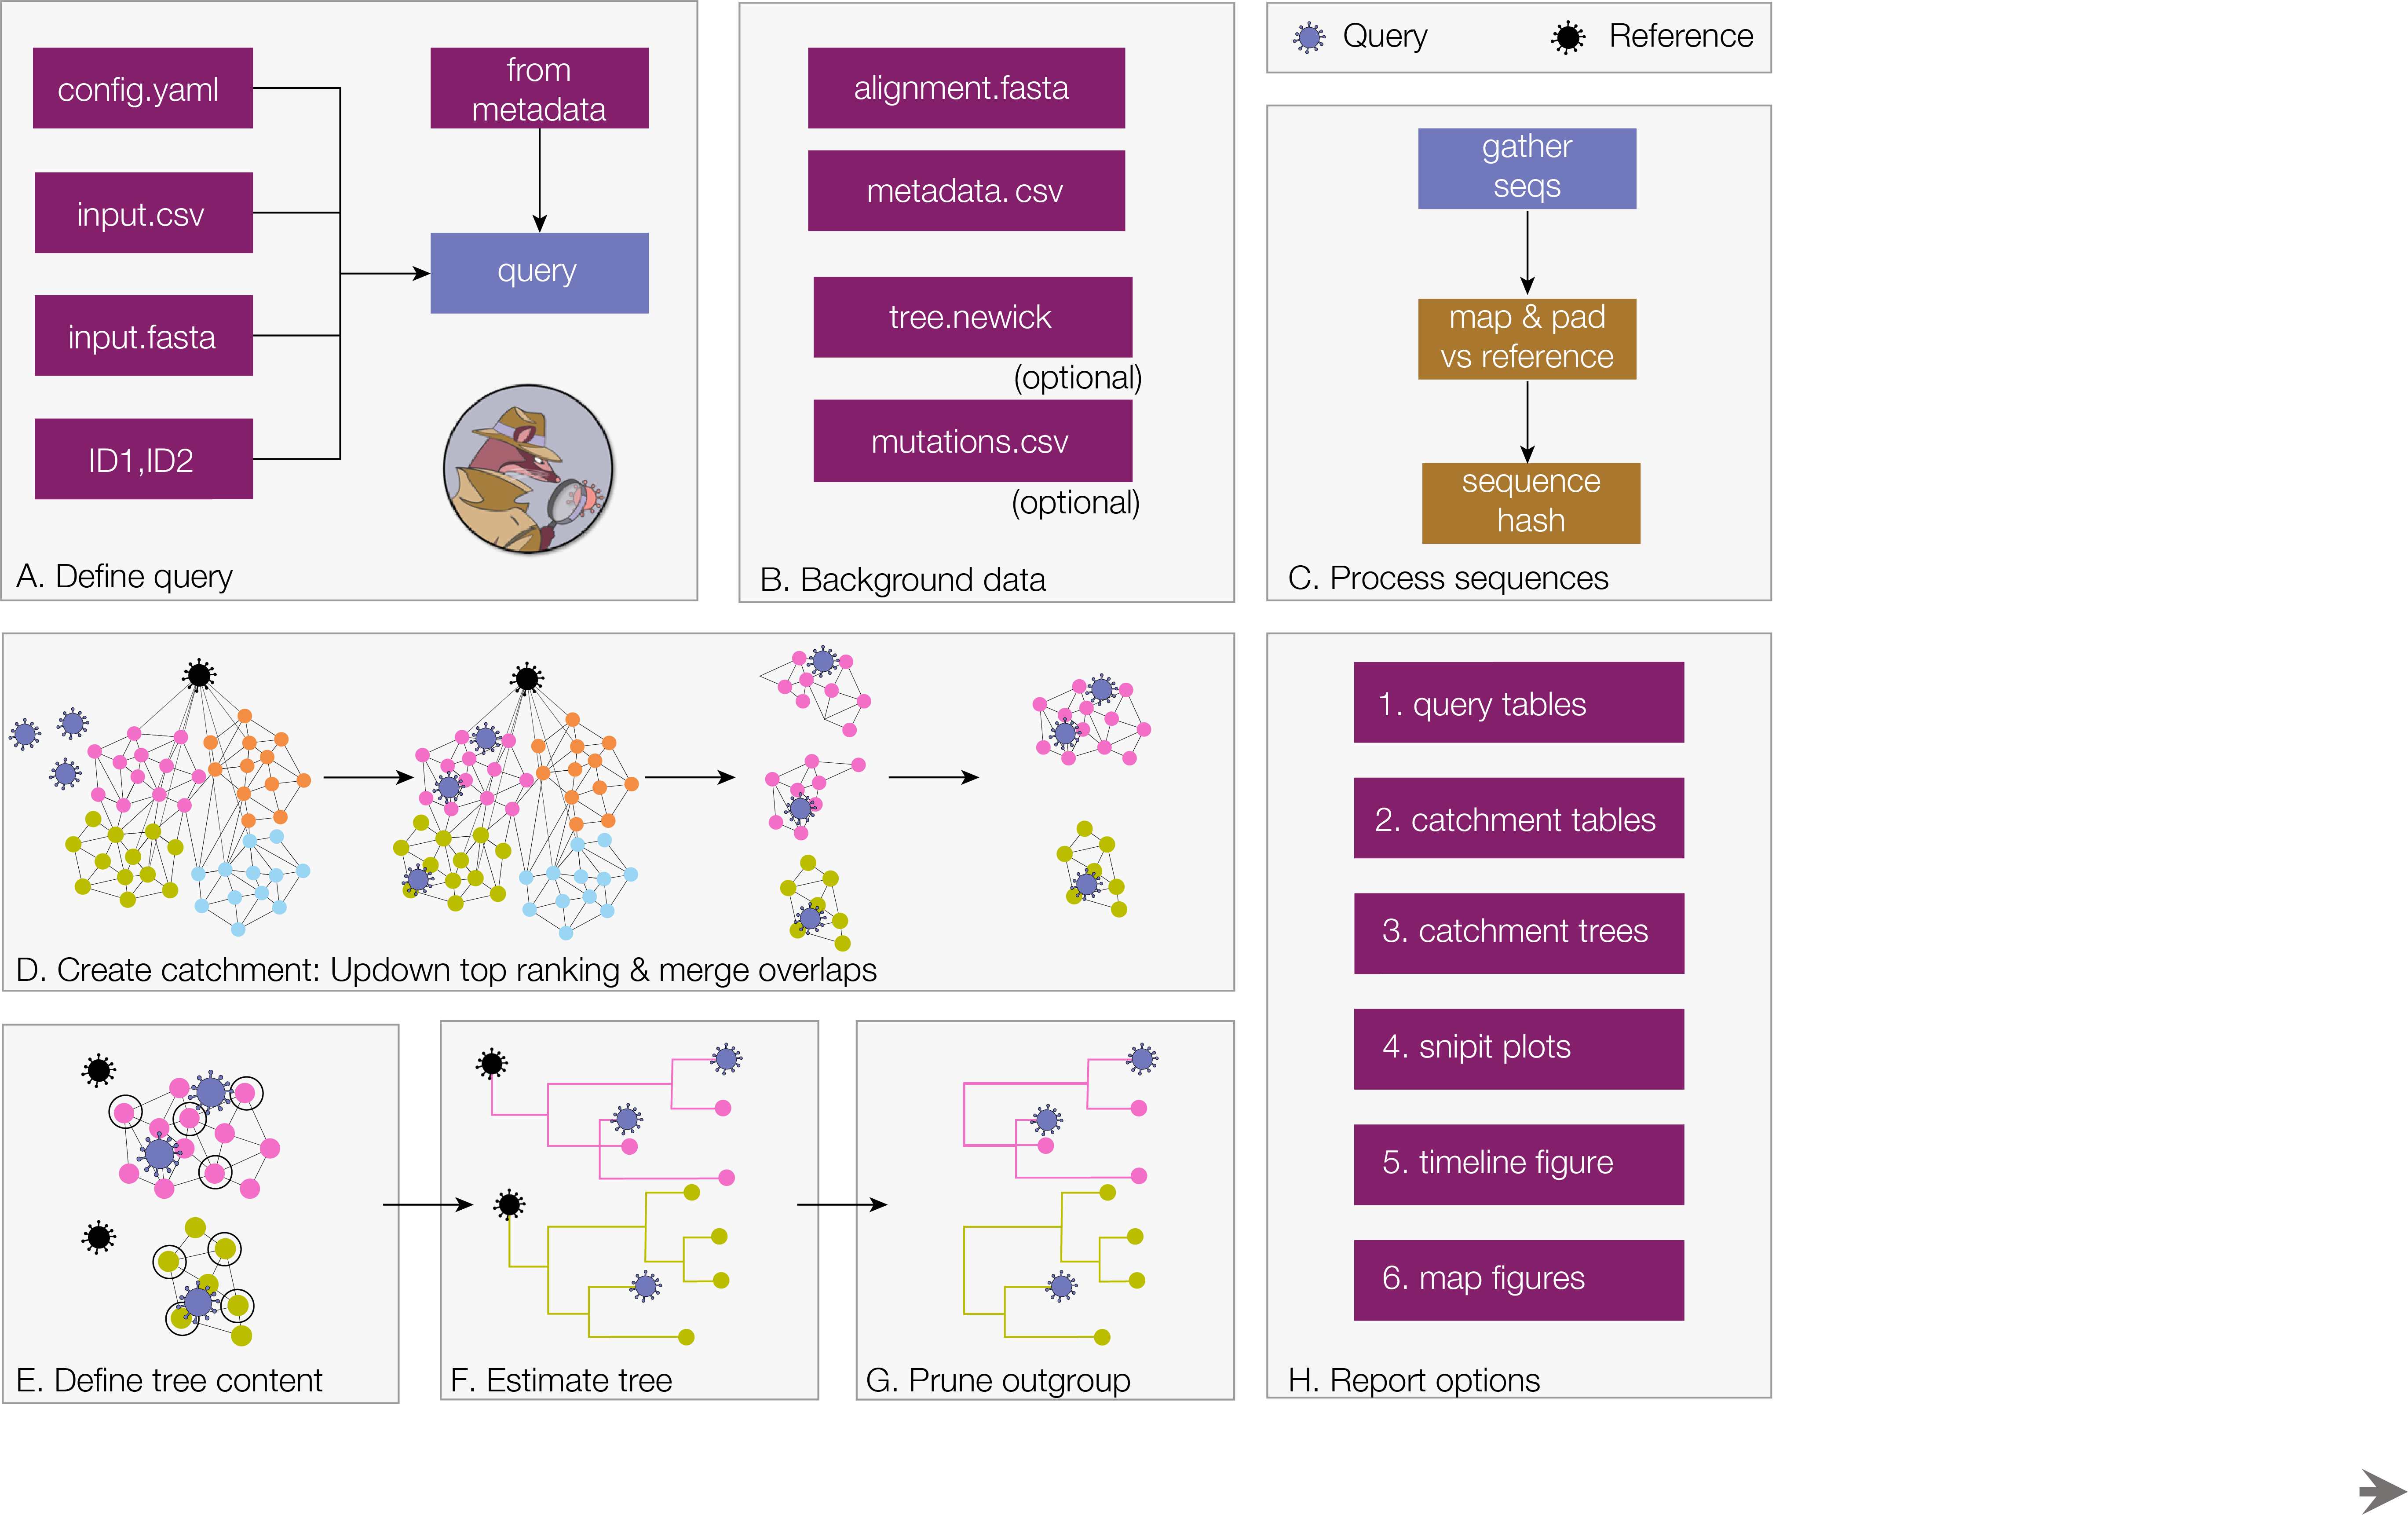 config.yaml
input.csv
input.fasta
ID1,ID2
from
metadata
query
A. Define query
alignment.fasta
metadata. csv
tree.newick
(optional)
mutations.csv
(optional)
B. Background data
Query
Reference
gather
seqs
map & pad
vs reference
sequence
hash
C. Process sequences
D. Create catchment: Updown top ranking & merge overlaps
E. Define tree content
F. Estimate tree
G. Prune outgroup
1. query tables
2. catchment tables
3. catchment trees
4. snipit plots
5. timeline figure
6. map figures
H. Report options